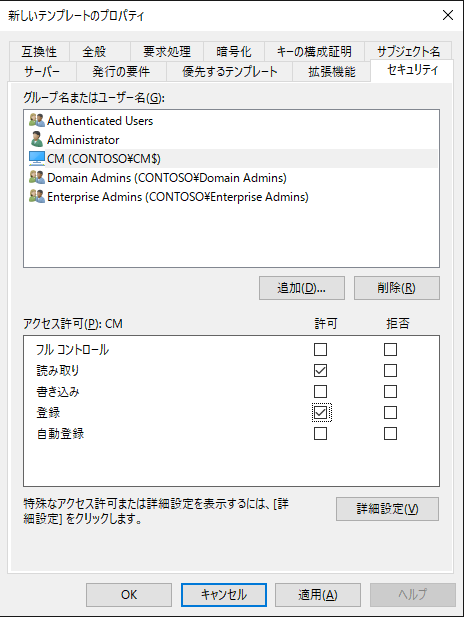 新しいテンプレートのプロパティ
互換性 全般 要求処理 暗号化 キーの構成証明 サブジェクト名
サーバー 発行の要件 優先するテンプレート 拡張機能 セキュリティ
グループ名またはユーザー名(G):
Authenticated Users
Administrator
CM (CONTOSO¥CM$)
Domain Admins (CONTOSO¥Domain Admins)
Enterprise Admins (CONTOSO¥Enterprise Admins)
追加(D)... 削除(R)
アクセス許可(P): CM 許可 拒否
フル コントロール
読み取り
書き込み
登録
自動登録
特殊なアクセス許可または詳細設定を表示するには、[詳
細設定] をクリックします。
詳細設定(V)
OK キャンセル 適用(A) ヘルプ